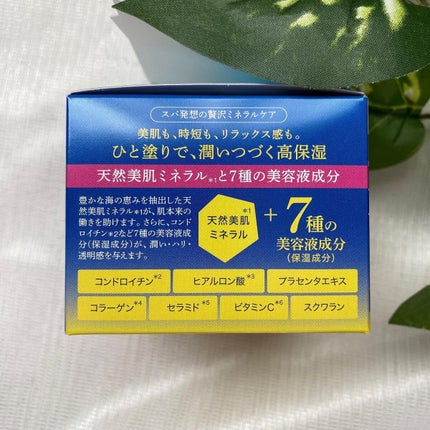 スパ発想の贅沢ミネラルケア
美肌も、時短も、リラックス感も。
ひと塗りで、潤いつづく高保湿
天然美肌ミネラル*1と7種の美容液成分
豊かな海の恵みを抽出した天
然美肌ミネラル*1が、肌本来の
働きを助けます。さらに、コンド
ロイチン*2など7種の美容液成
分(保湿成分)が、潤い・ハリ・
透明感を与えます。
天然美肌*1
ミネラル
+
7種の
美容液成分
(保湿成分)
コンドロイチン*2
ヒアルロン酸*3
プラセンタエキス
コラーゲン*4
セラミド*5
ビタミンC*6
スクワラン